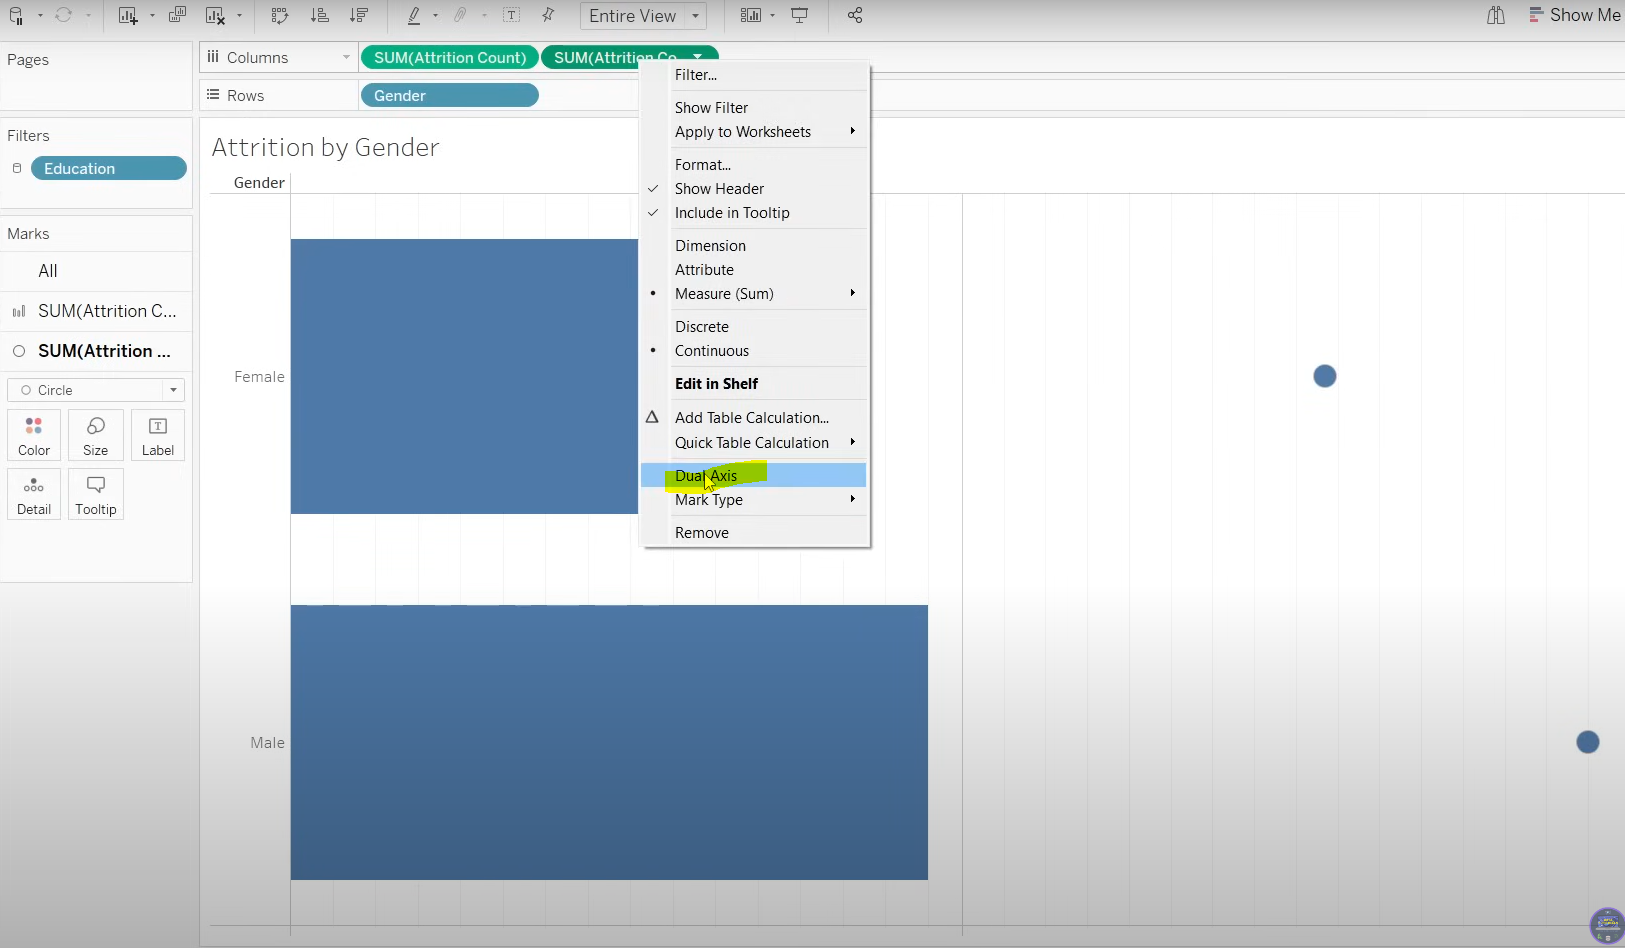 Entire View
Show Me
Pages
Columns
SUM(Attrition Count)
SUM(Attrition Co..
Rows
Gender
Filters
Education
Marks
All
SUM(Attrition C...
SUM(Attrition ...
Circle
Color
Size
Label
Detail
Tooltip
Attrition by Gender
Gender
Female
Male
Filter...
Show Filter
Apply to Worksheets
Format...
Show Header
Include in Tooltip
Dimension
Attribute
Measure (Sum)
Discrete
Continuous
Edit in Shelf
Add Table Calculation...
Quick Table Calculation
Dual Axis
Mark Type
Remove